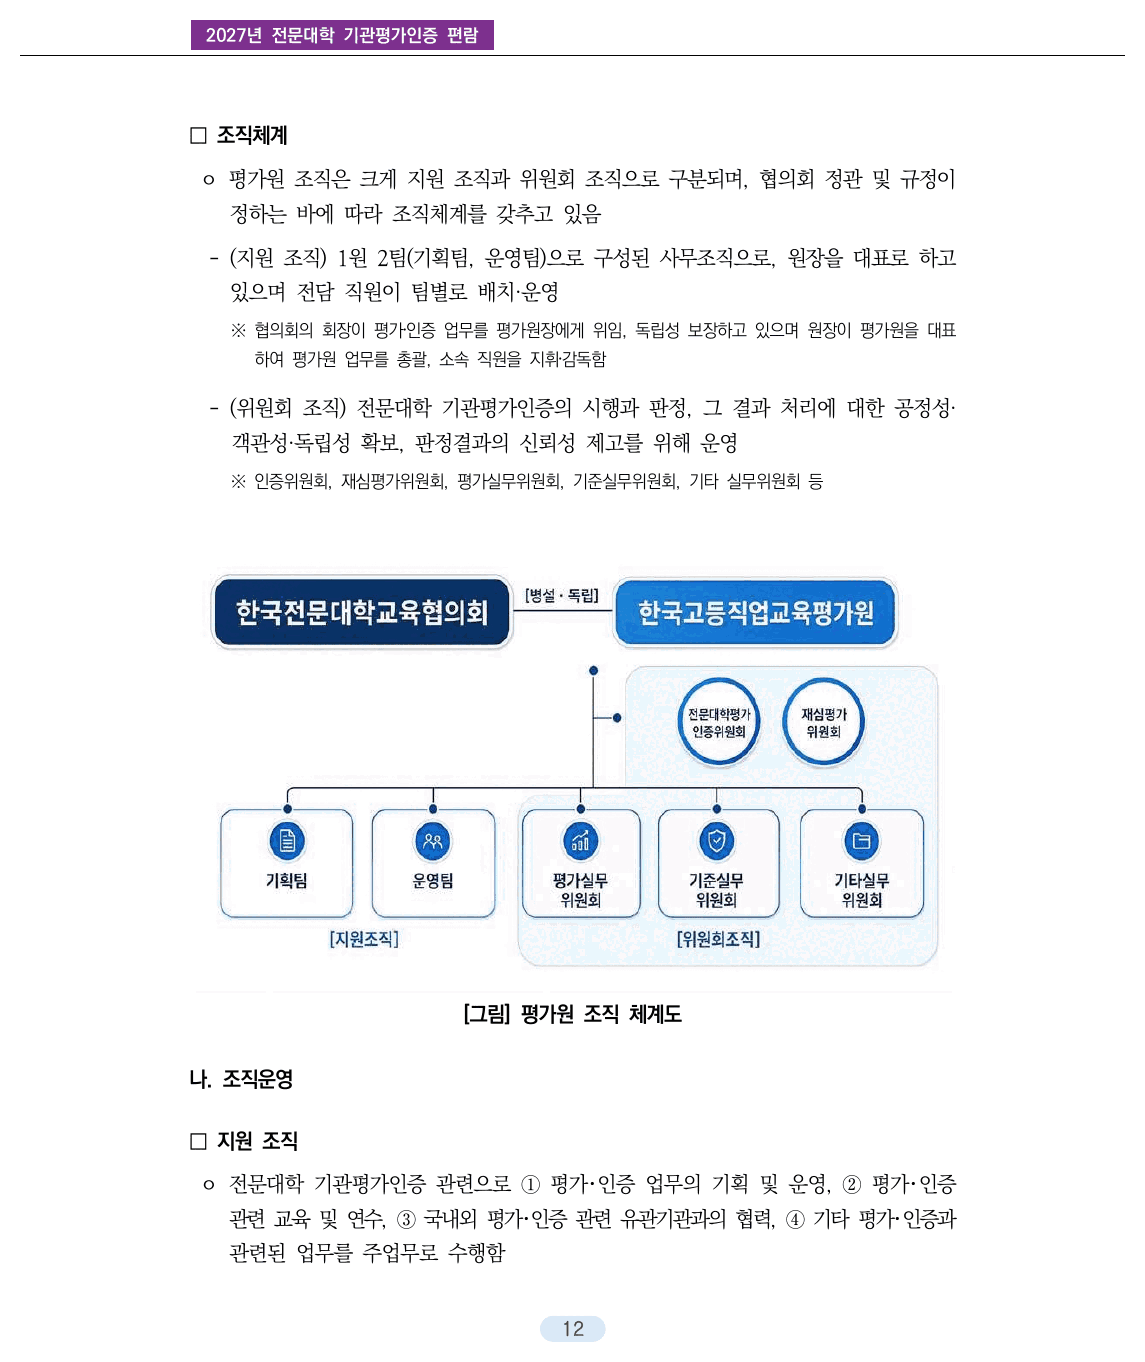 2027년 전문대학 기관평가인증 편람
□ 조직체계
ㅇ 평가원 조직은 크게 지원 조직과 위원회 조직으로 구분되며, 협의회 정관 및 규정이
정하는 바에 따라 조직체계를 갖추고 있음
- (지원 조직) 1원 2팀(기획팀, 운영팀)으로 구성된 사무조직으로, 원장을 대표로 하고
있으며 전담 직원이 팀별로 배치·운영
※ 협의회의 회장이 평가·인증 업무를 평가원장에게 위임, 독립성 보장하고 있으며 원장이 평가원을 대표
하여 평가원 업무를 총괄, 소속 직원을 지휘·감독함
- (위원회 조직) 전문대학 기관평가인증의 시행과 판정, 그 결과 처리에 대한 공정성·
객관성·독립성 확보, 판정결과의 신뢰성 제고를 위해 운영
※ 인증위원회, 재심평가위원회, 평가실무위원회, 기준실무위원회, 기타 실무위원회 등
한국전문대학교육협의회 [병설 · 독립] 한국고등직업교육평가원
전문대학평가 재심평가
인증위원회 위원회
기획팀 운영팀 평가실무 기준실무 기타실무
위원회 위원회 위원회
[지원조직] [위원회조직]
[그림] 평가원 조직 체계도
나. 조직운영
□ 지원 조직
ㅇ 전문대학 기관평가인증 관련으로 ① 평가·인증 업무의 기획 및 운영, ② 평가·인증
관련 교육 및 연수, ③ 국내외 평가·인증 관련 유관기관과의 협력, ④ 기타 평가·인증과
관련된 업무를 주업무로 수행함
12